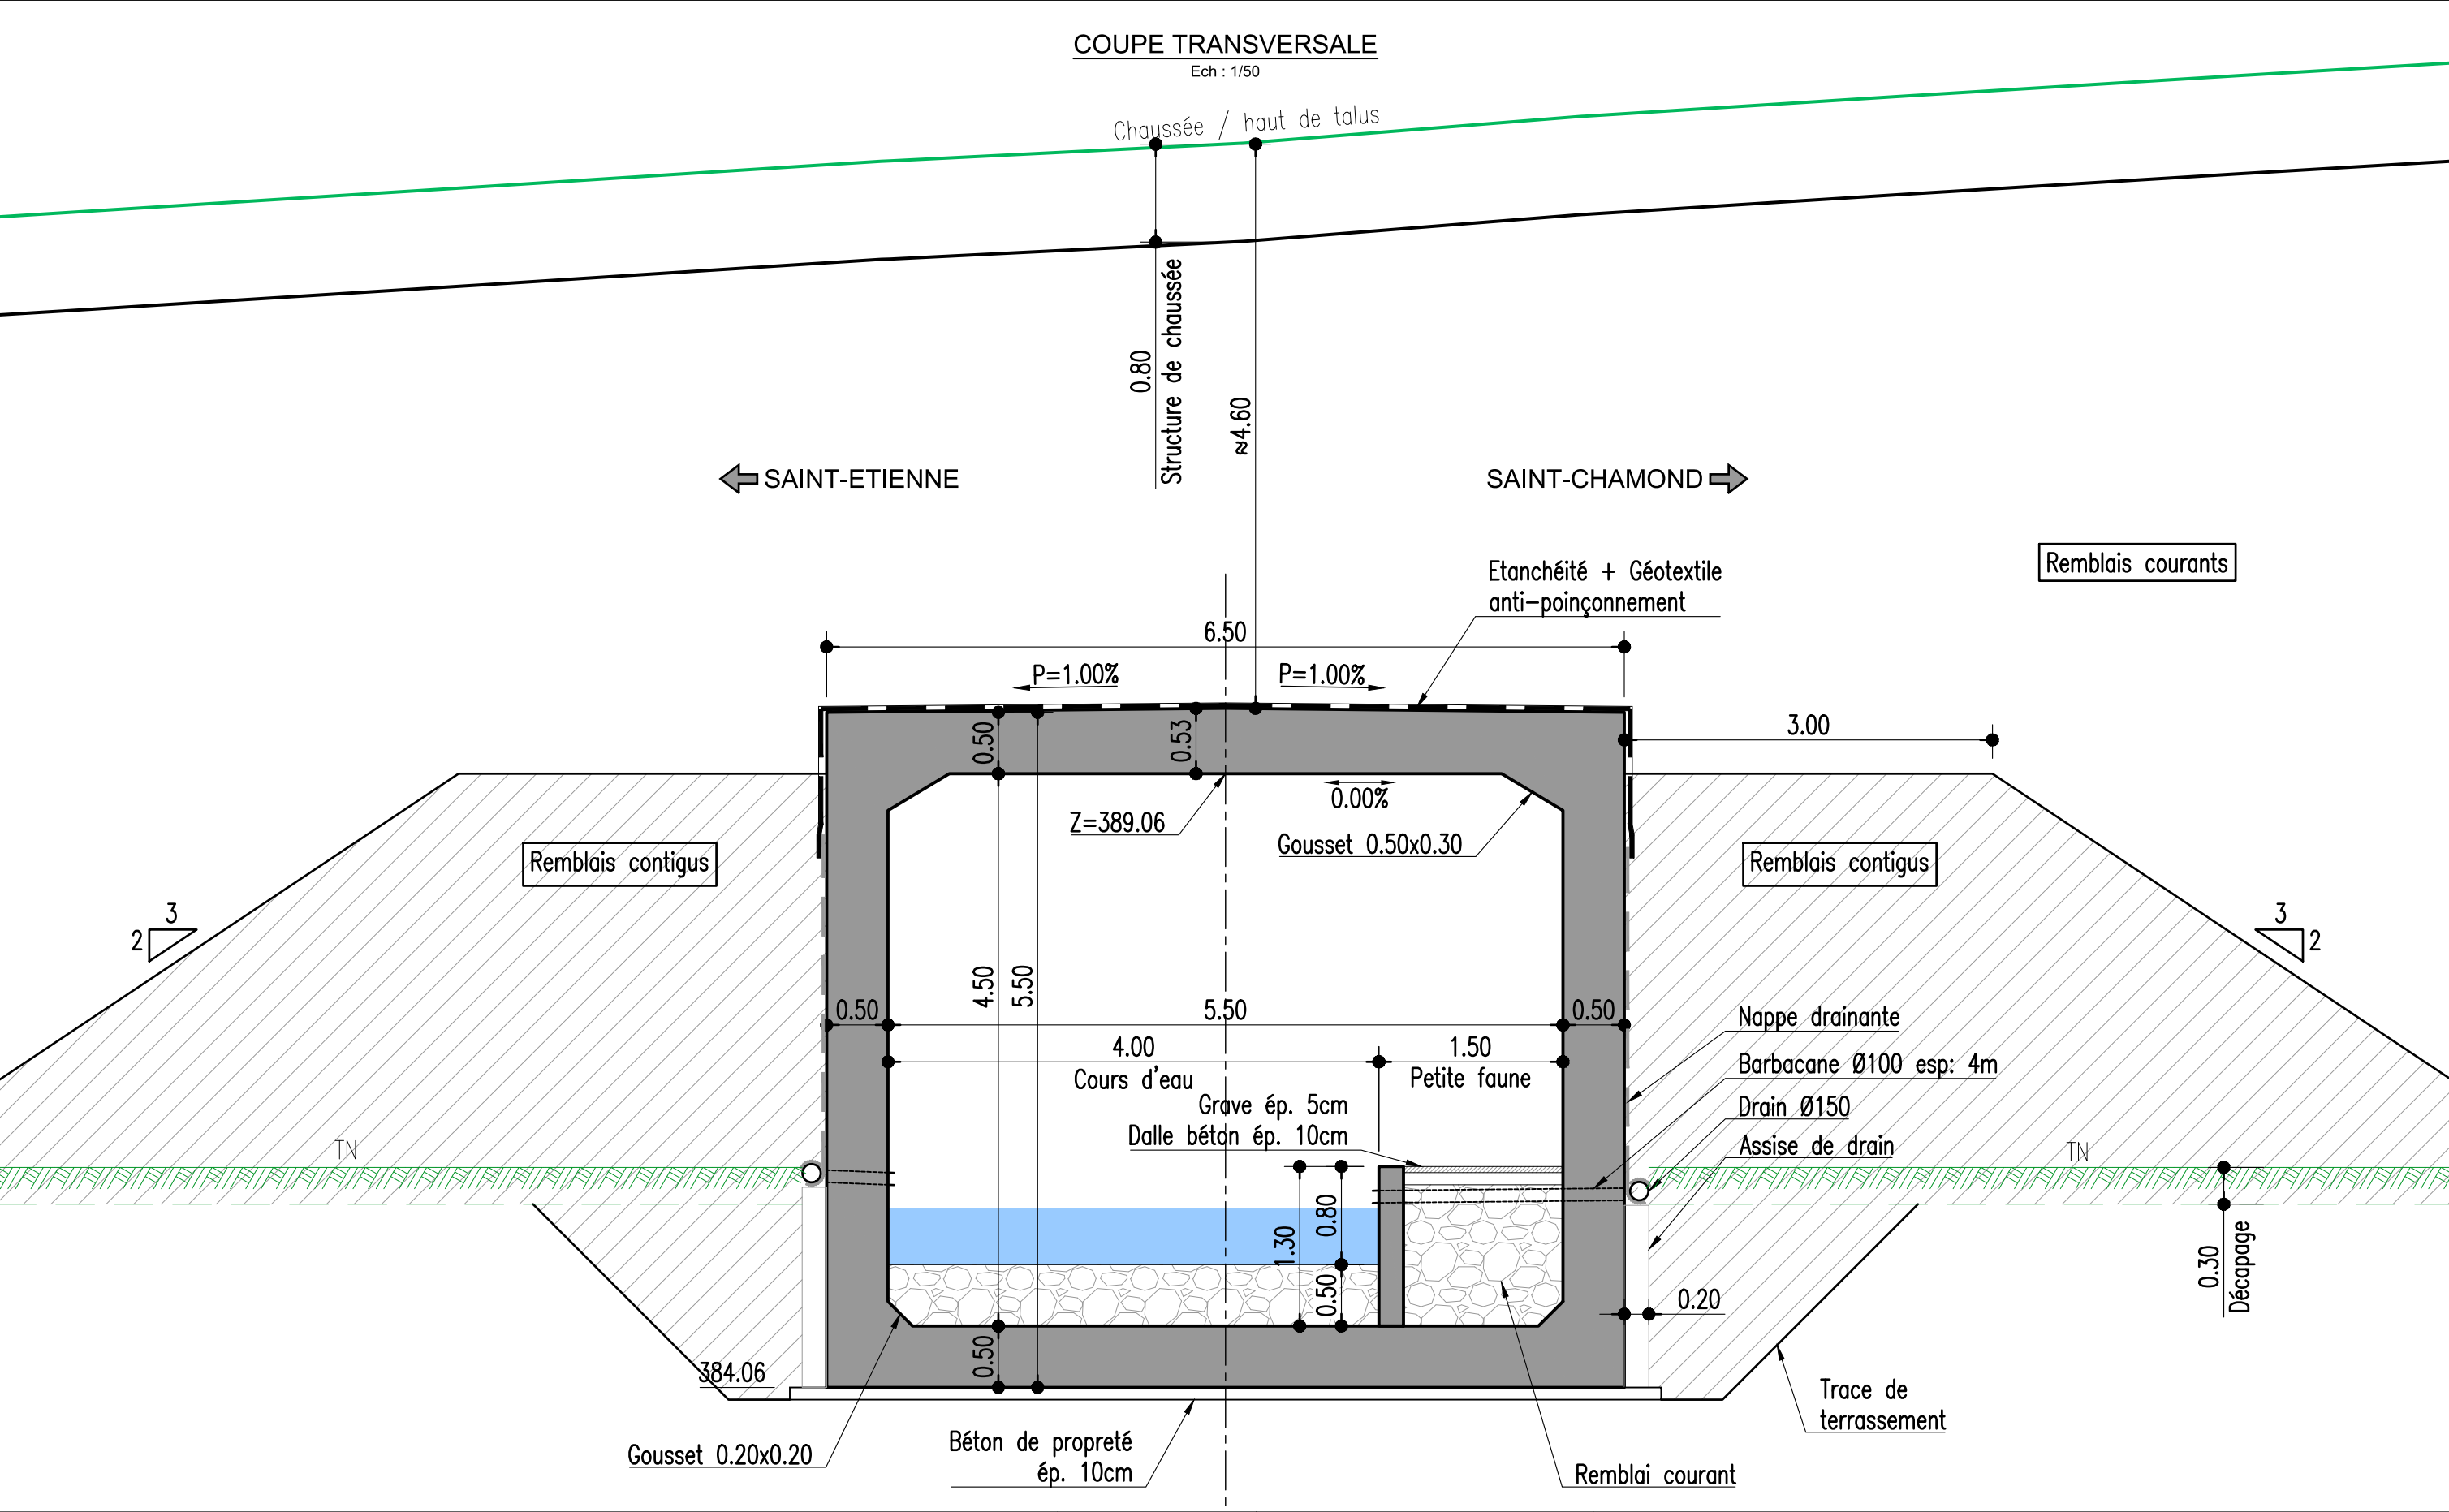 COUPE TRANSVERSALE
Ech : 1/50
Chaussée / haut de talus
0.80
Structure de chaussée
≈4.60
SAINT-ETIENNE
SAINT-CHAMOND
Remblais courants
Etanchéité + Géotextile
anti-poinçonnement
6.50
P=1.00%
P=1.00%
0.50
0.53
3.00
0.00%
Z=389.06
Gousset 0.50x0.30
Remblais contigus
Remblais contigus
3
2
3
2
4.50
5.50
0.50
5.50
0.50
Nappe drainante
4.00
1.50
Cours d'eau
Petite faune
Barbacane Ø100 esp: 4m
Grave ép. 5cm
Dalle béton ép. 10cm
Drain Ø150
Assise de drain
TN
TN
1.30
0.80
0.50
0.30
Décapage
0.20
0.50
384.06
Trace de
terrassement
Gousset 0.20x0.20
Béton de propreté
ép. 10cm
Remblai courant